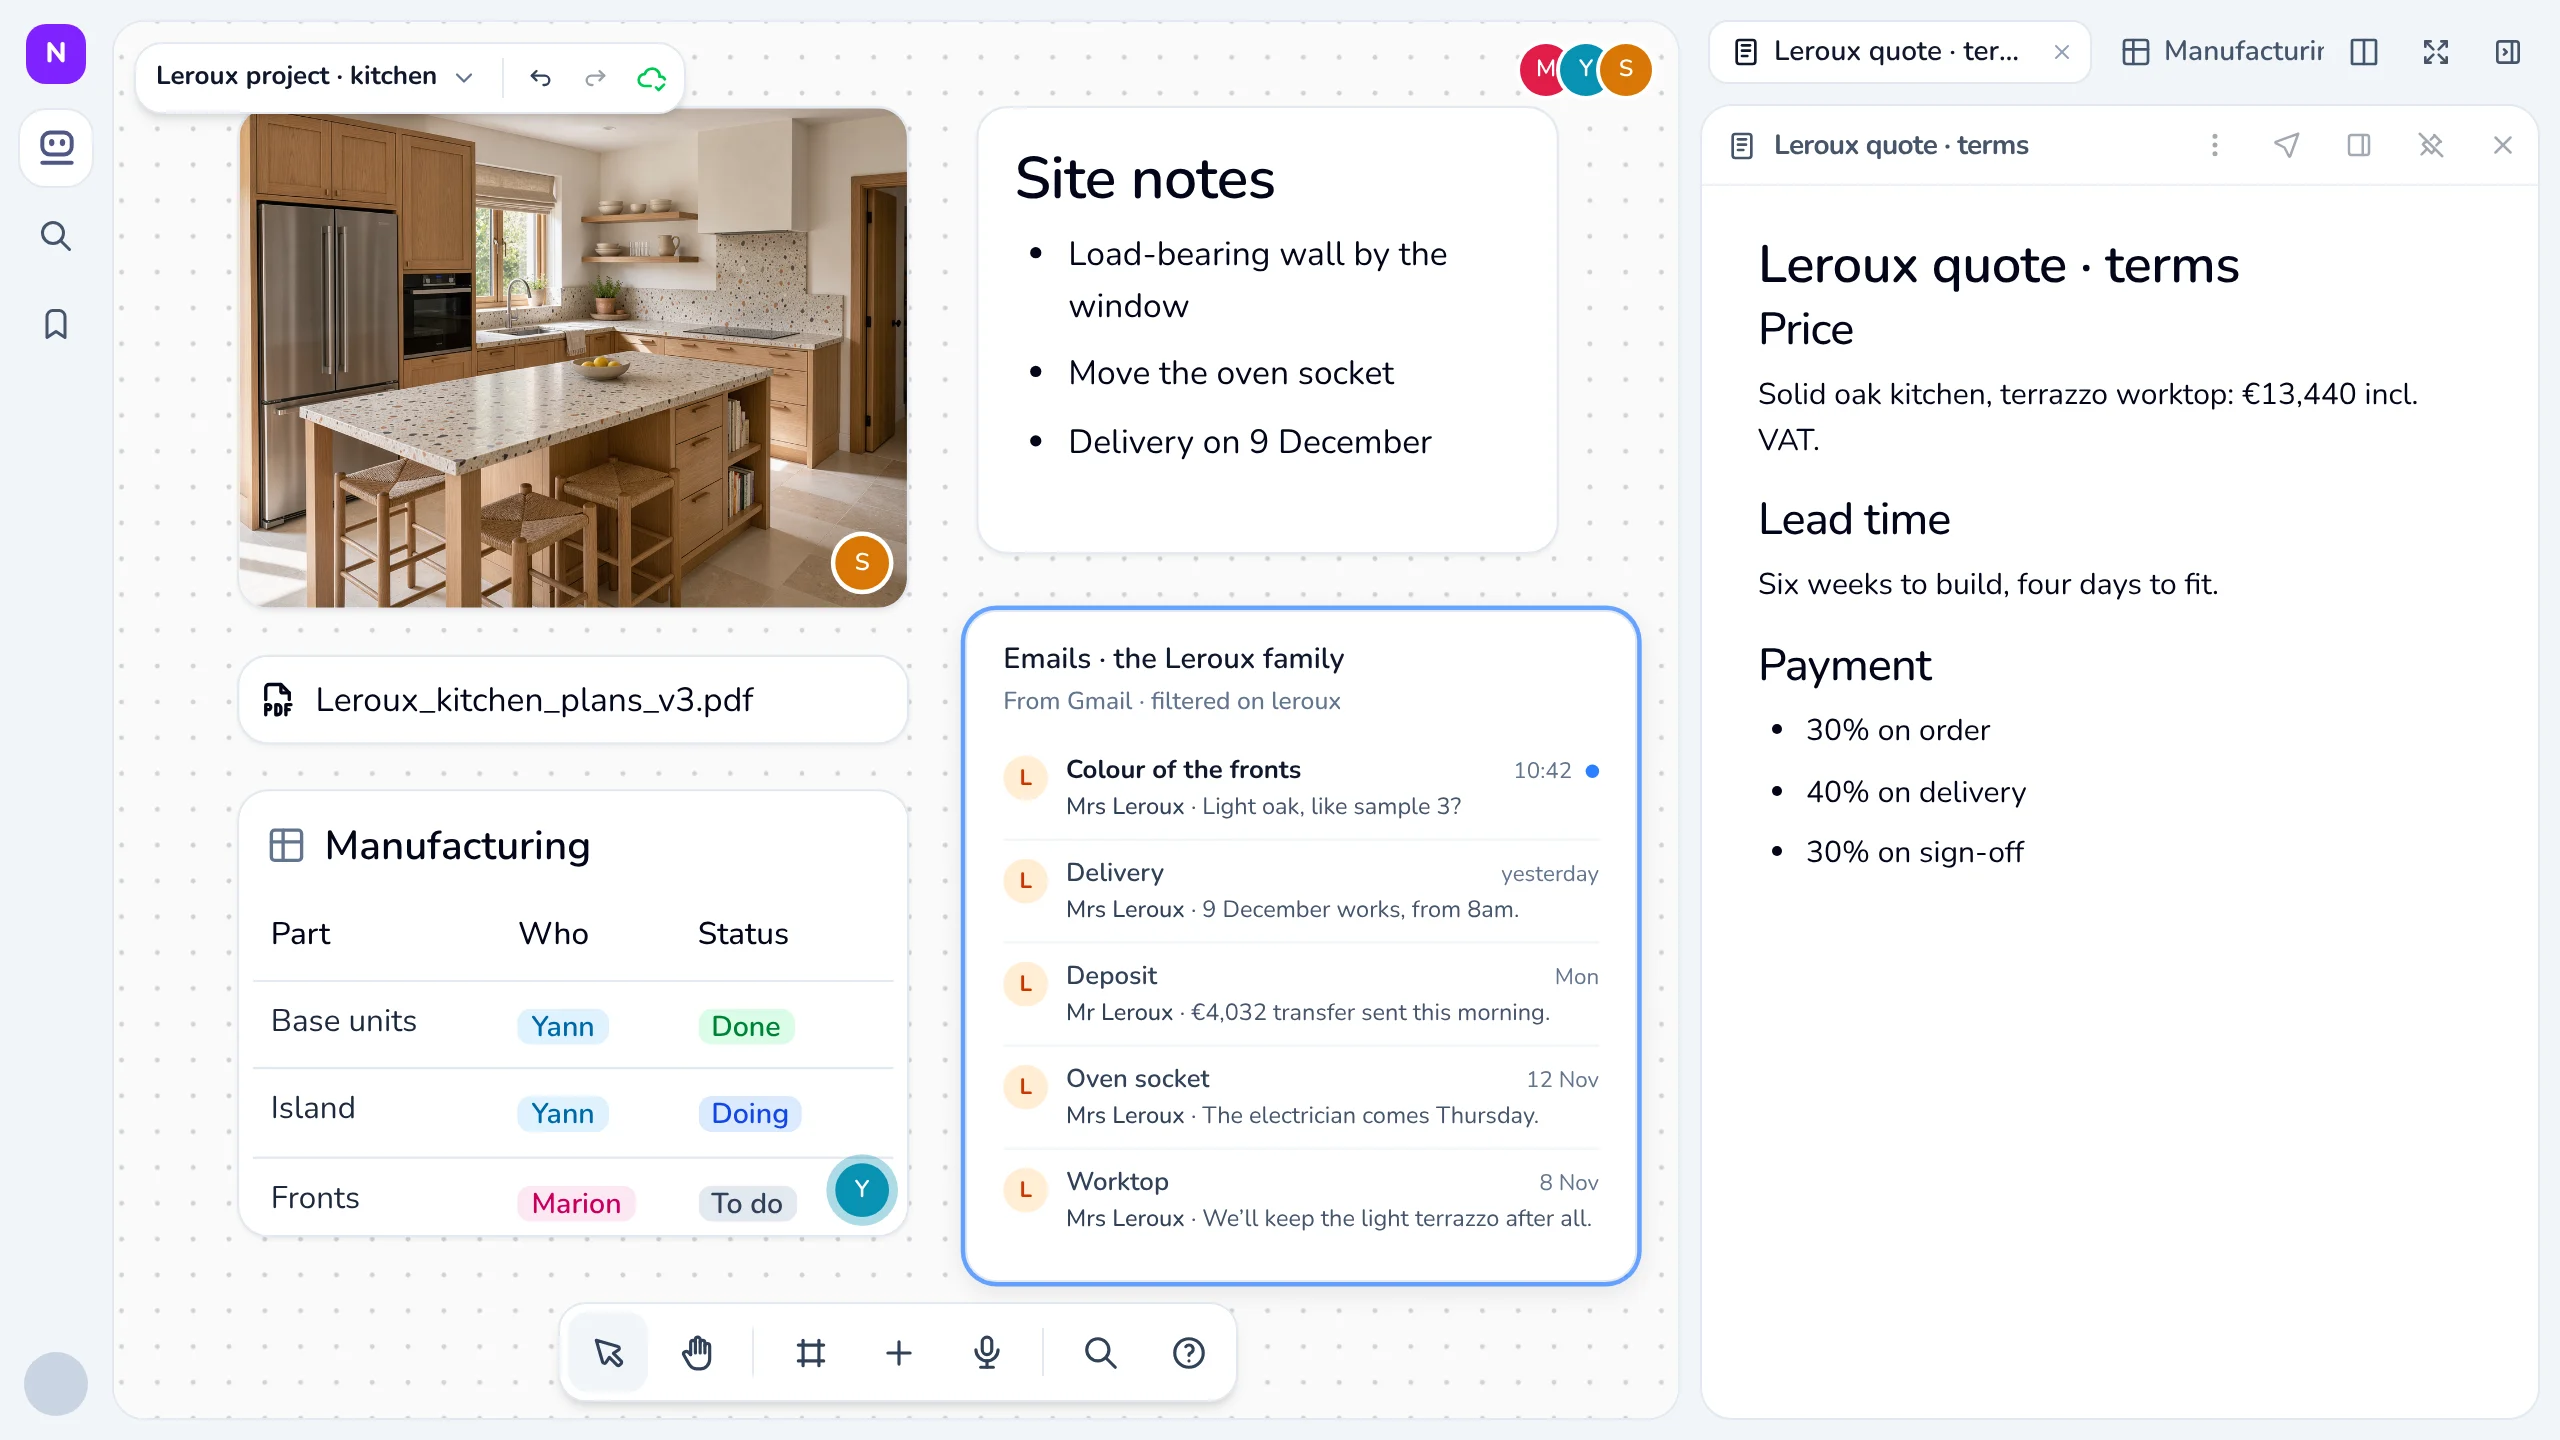 N
Leroux project · kitchen
M
Y
S
S
Leroux_kitchen_plans_v3.pdf
Manufacturing
Part Who Status
Base units Yann Done
Island Yann Doing
Fronts Marion To do
Y
Site notes
• Load-bearing wall by the
window
• Move the oven socket
• Delivery on 9 December
Emails · the Leroux family
From Gmail · filtered on leroux
L
Colour of the fronts 10:42
Mrs Leroux · Light oak, like sample 3?
L
Delivery yesterday
Mrs Leroux · 9 December works, from 8am.
L
Deposit Mon
Mr Leroux · €4,032 transfer sent this morning.
L
Oven socket 12 Nov
Mrs Leroux · The electrician comes Thursday.
L
Worktop 8 Nov
Mrs Leroux · We’ll keep the light terrazzo after all.
Leroux quote · ter...
Manufacturin
Leroux quote · terms
Leroux quote · terms
Price
Solid oak kitchen, terrazzo worktop: €13,440 incl.
VAT.
Lead time
Six weeks to build, four days to fit.
Payment
• 30% on order
• 40% on delivery
• 30% on sign-off